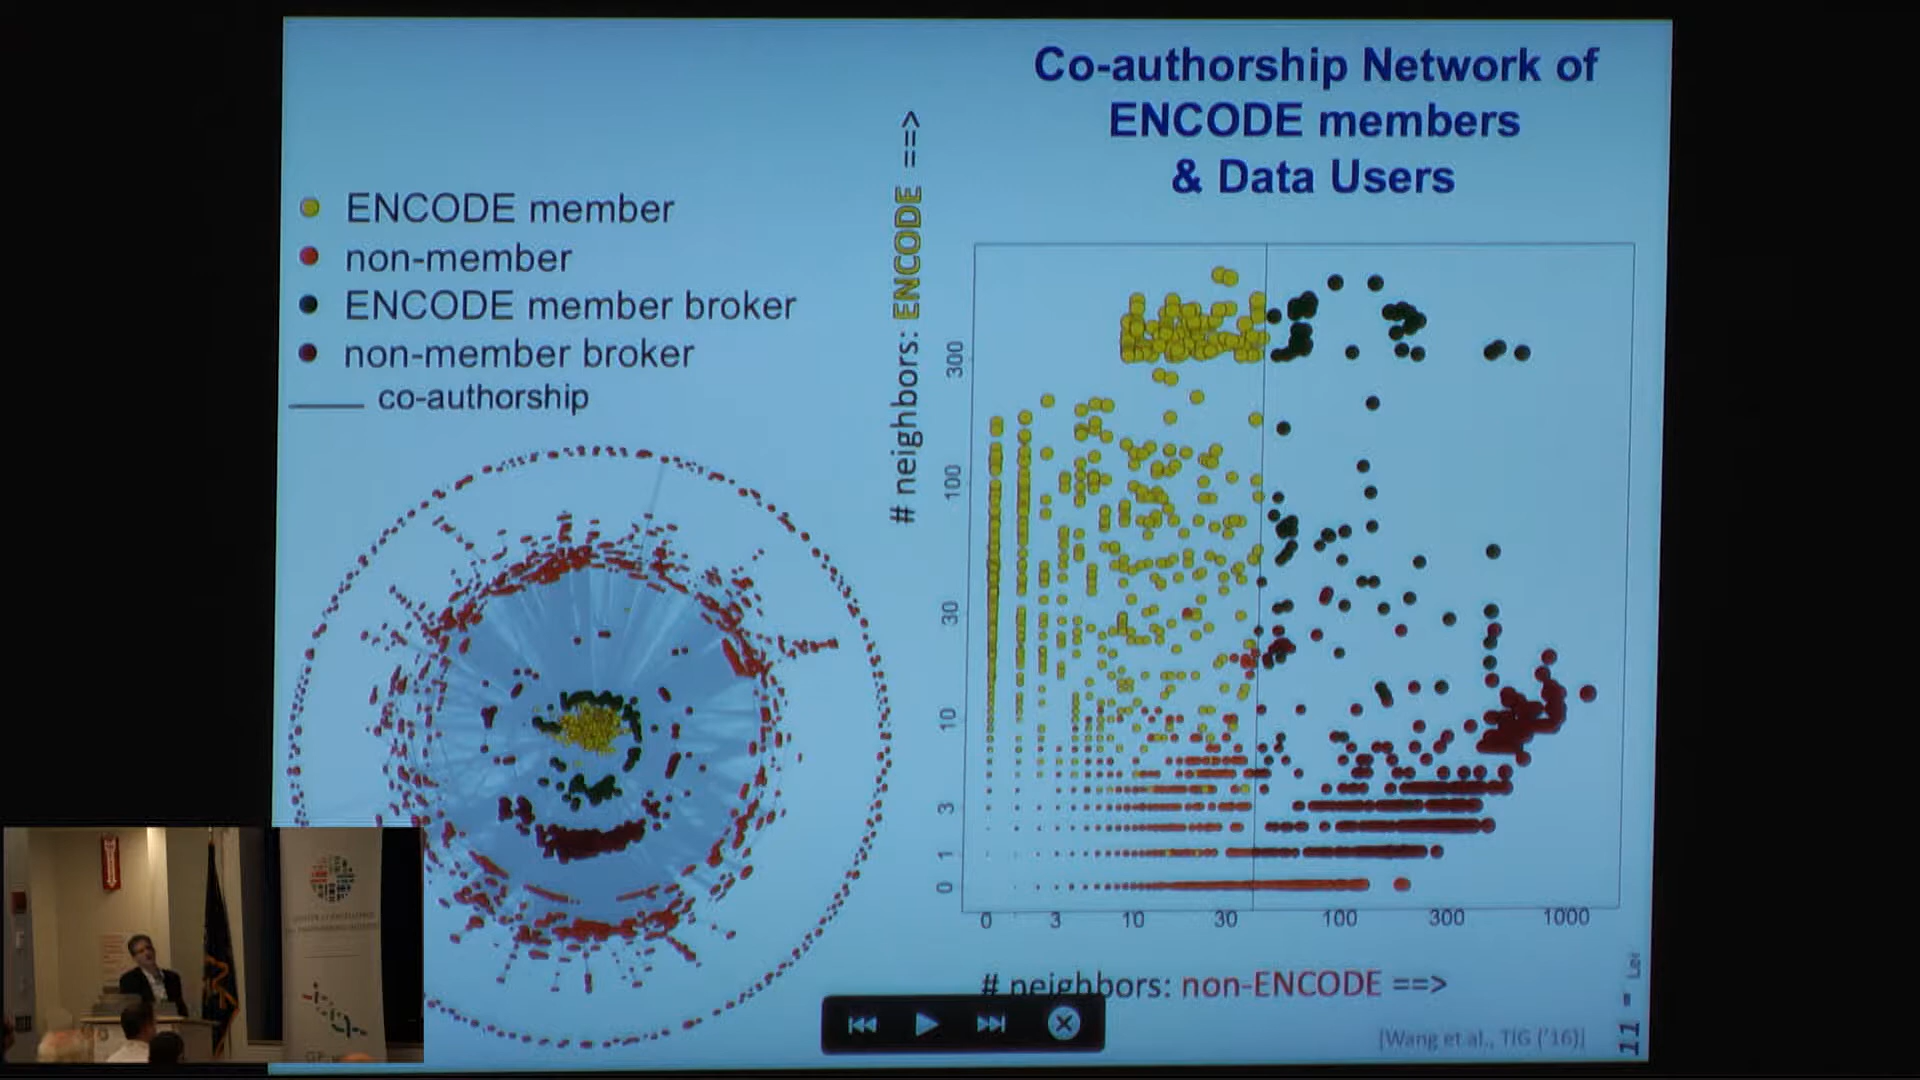 Co-authorship Network of
ENCODE members
& Data Users
ENCODE member
non-member
ENCODE member broker
non-member broker
co-authorship
# neighbors: ENCODE ==>
300
100
30
10
3
1
0
0 3 10 30 100 300 1000
# neighbors: non-ENCODE ==>
[Wang et al., TIG ('16)]
11 =